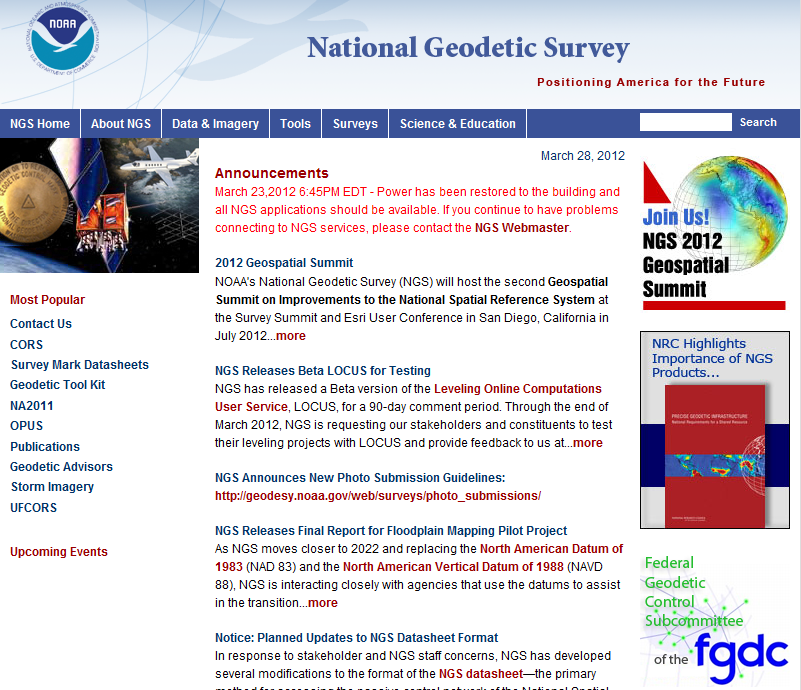 NOAA
National Geodetic Survey
Positioning America for the Future
NGS Home
About NGS
Data & Imagery
Tools
Surveys
Science & Education
Search
March 28, 2012
Announcements
March 23,2012 6:45PM EDT - Power has been restored to the building and
all NGS applications should be available. If you continue to have problems
connecting to NGS services, please contact the NGS Webmaster.
2012 Geospatial Summit
NOAA's National Geodetic Survey (NGS) will host the second Geospatial
Summit on Improvements to the National Spatial Reference System at
the Survey Summit and Esri User Conference in San Diego, California in
July 2012...more
NGS Releases Beta LOCUS for Testing
NGS has released a Beta version of the Leveling Online Computations
User Service, LOCUS, for a 90-day comment period. Through the end of
March 2012, NGS is requesting our stakeholders and constituents to test
their leveling projects with LOCUS and provide feedback to us at...more
NGS Announces New Photo Submission Guidelines:
http://geodesy.noaa.gov/web/surveys/photo_submissions/
NGS Releases Final Report for Floodplain Mapping Pilot Project
As NGS moves closer to 2022 and replacing the North American Datum of
1983 (NAD 83) and the North American Vertical Datum of 1988 (NAVD
88), NGS is interacting closely with agencies that use the datums to assist
in the transition...more
Notice: Planned Updates to NGS Datasheet Format
In response to stakeholder and NGS staff concerns, NGS has developed
several modifications to the format of the NGS datasheet—the primary
Most Popular
Contact Us
CORS
Survey Mark Datasheets
Geodetic Tool Kit
NA2011
OPUS
Publications
Geodetic Advisors
Storm Imagery
UFCORS
Upcoming Events
Join Us!
NGS 2012
Geospatial
Summit
NRC Highlights
Importance of NGS
Products...
PRECISE GEODETIC INFRASTRUCTURE
National Requirements for a Shared Resource
Federal
Geodetic
Control
Subcommittee
of the fgdc